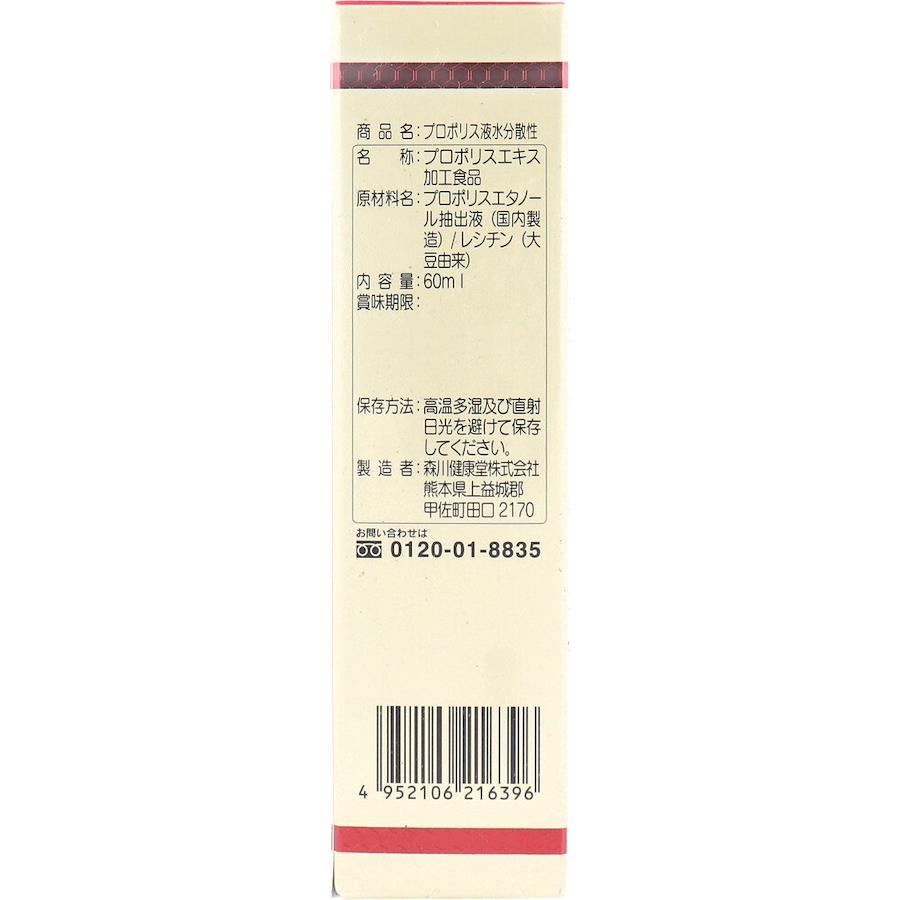 商品名:プロポリス液水分散性
名称:プロポリスエキス
加工食品
原材料名:プロポリスエタノー
ル抽出液(国内製
造)/レシチン(大
豆由来)
内容量:60ml
賞味期限:
保存方法:高温多湿及び直射
日光を避けて保存
してください。
製造者:森川健康堂株式会社
熊本県上益城郡
甲佐町田口2170
お問い合わせは
0120-01-8835
4 952106 216396